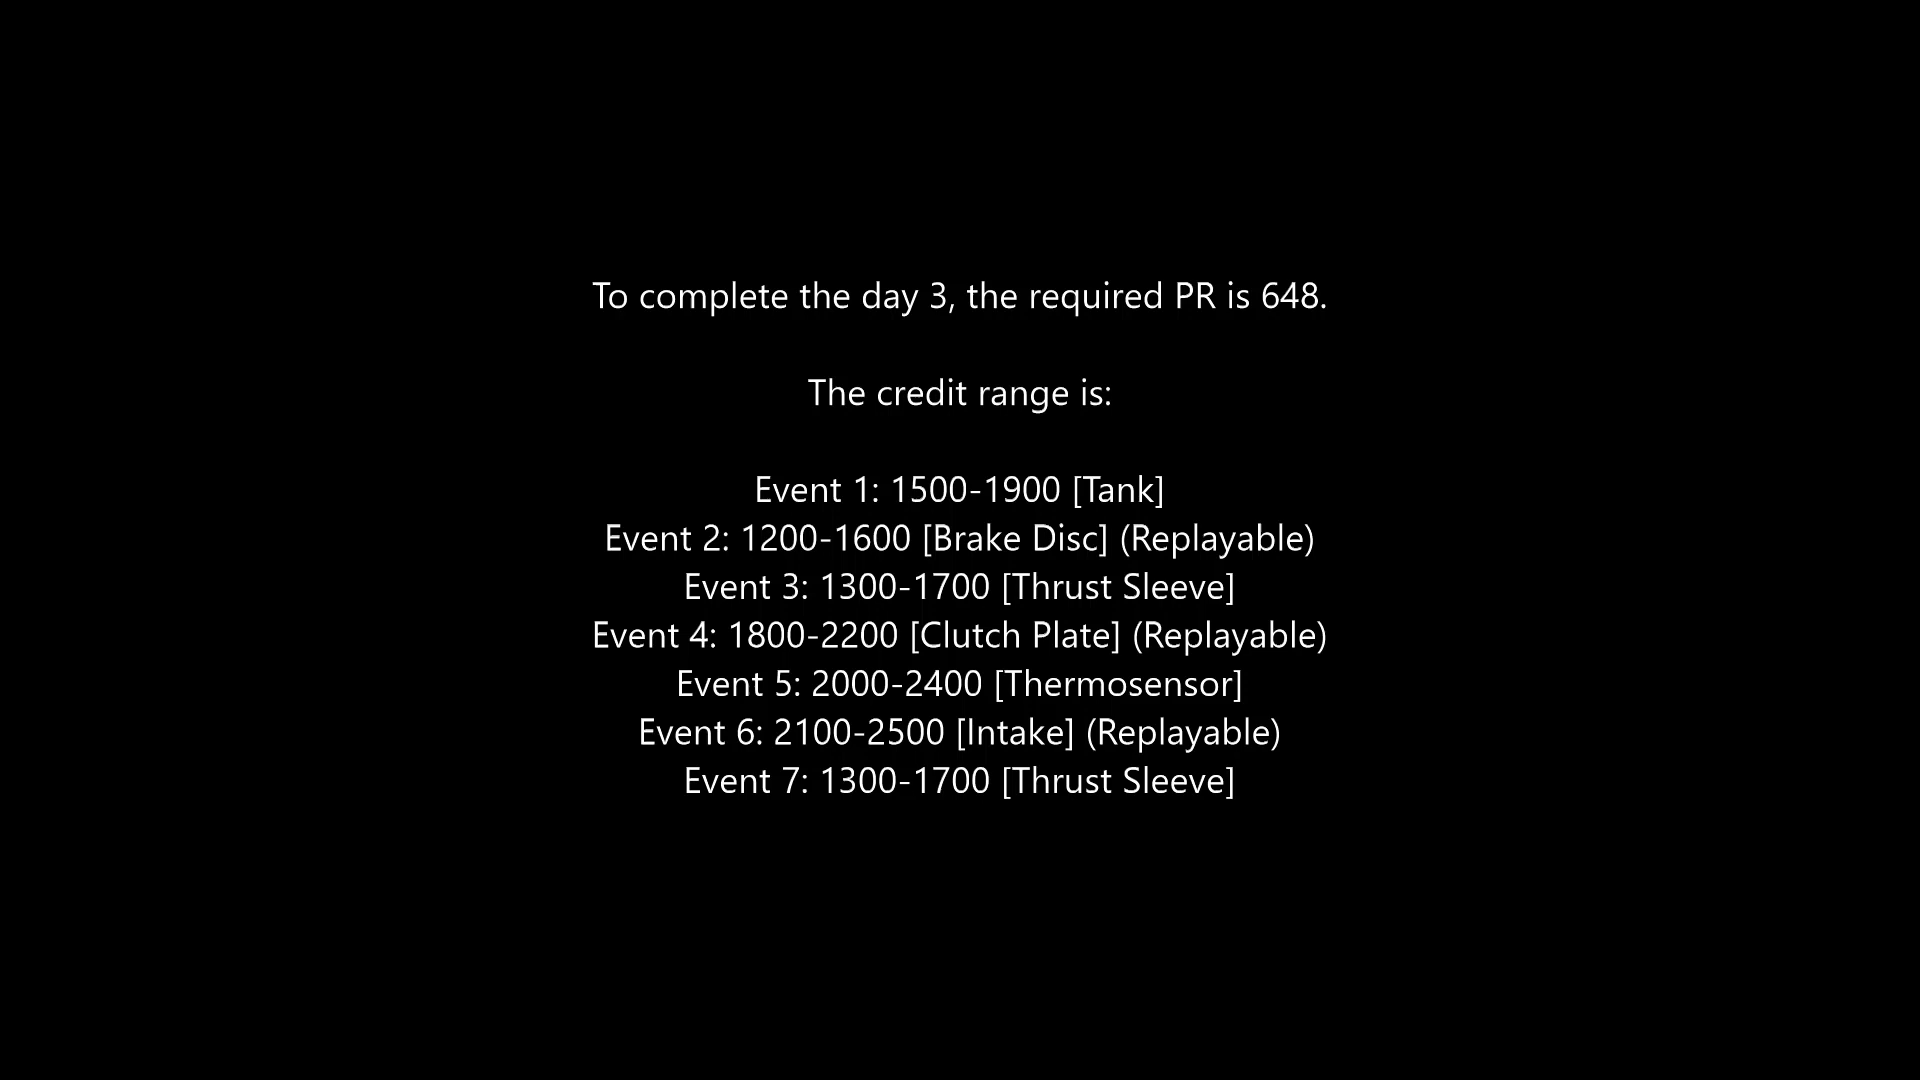 To complete the day 3, the required PR is 648.
The credit range is:
Event 1: 1500-1900 [Tank]
Event 2: 1200-1600 [Brake Disc] (Replayable)
Event 3: 1300-1700 [Thrust Sleeve]
Event 4: 1800-2200 [Clutch Plate] (Replayable)
Event 5: 2000-2400 [Thermosensor]
Event 6: 2100-2500 [Intake] (Replayable)
Event 7: 1300-1700 [Thrust Sleeve]